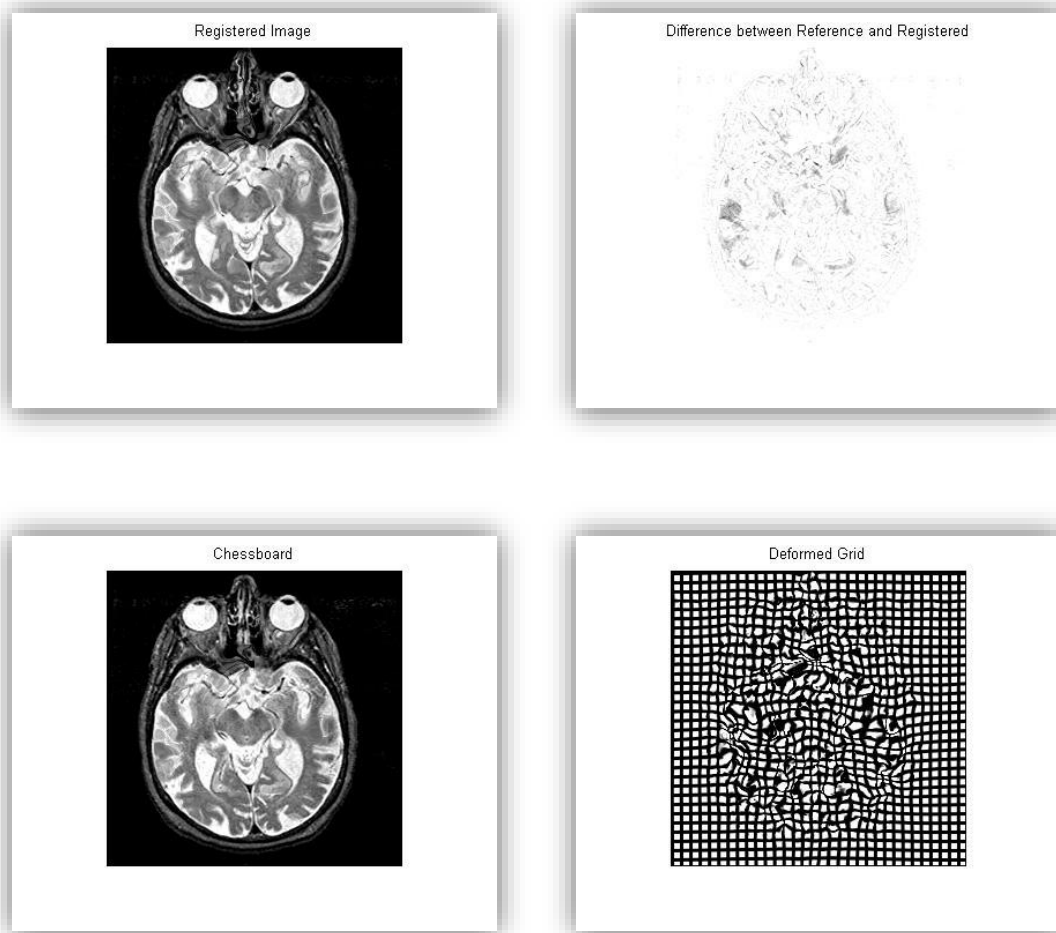 Registered Image
Difference between Reference and Registered
Chessboard
Deformed Grid